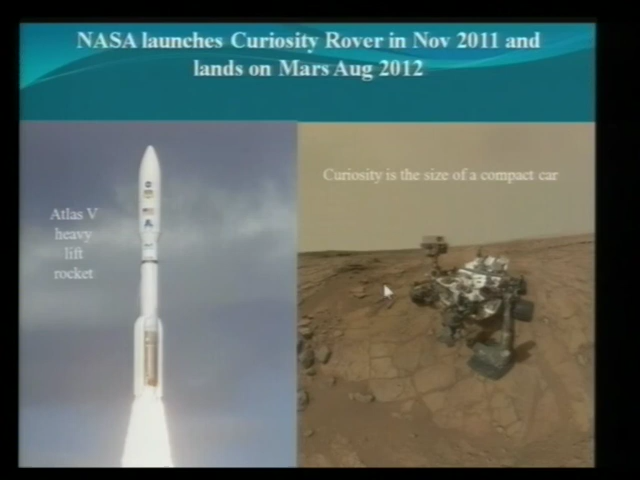 NASA launches Curiosity Rover in Nov 2011 and
lands on Mars Aug 2012
Atlas V
heavy
lift
rocket
Curiosity is the size of a compact car